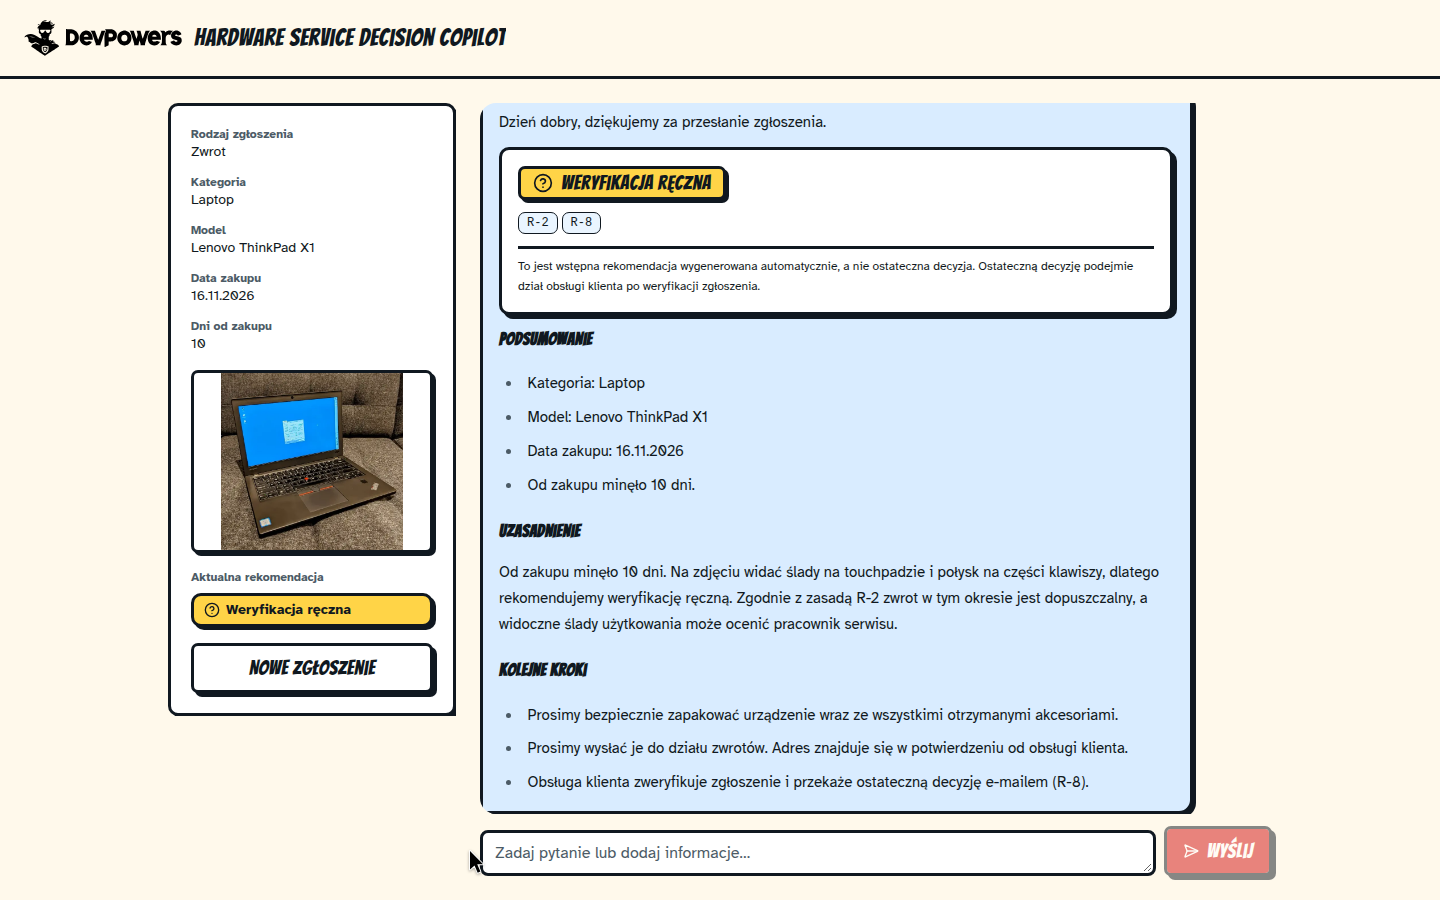 DevPowers HARDWARE SERVICE DECISION COPILOT
Rodzaj zgłoszenia
Zwrot
Kategoria
Laptop
Model
Lenovo ThinkPad X1
Data zakupu
16.11.2026
Dni od zakupu
10
Aktualna rekomendacja
Weryfikacja ręczna
NOWE ZGŁOSZENIE
Dzień dobry, dziękujemy za przesłanie zgłoszenia.
WERYFIKACJA RĘCZNA
R-2 R-8
To jest wstępna rekomendacja wygenerowana automatycznie, a nie ostateczna decyzja. Ostateczną decyzję podejmie
dział obsługi klienta po weryfikacji zgłoszenia.
PODSUMOWANIE
Kategoria: Laptop
Model: Lenovo ThinkPad X1
Data zakupu: 16.11.2026
Od zakupu minęło 10 dni.
UZASADNIENIE
Od zakupu minęło 10 dni. Na zdjęciu widać ślady na touchpadzie i połysk na części klawiszy, dlatego
rekomendujemy weryfikację ręczną. Zgodnie z zasadą R-2 zwrot w tym okresie jest dopuszczalny, a
widoczne ślady użytkowania może ocenić pracownik serwisu.
KOLEJNE KROKI
Prosimy bezpiecznie zapakować urządzenie wraz ze wszystkimi otrzymanymi akcesoriami.
Prosimy wysłać je do działu zwrotów. Adres znajduje się w potwierdzeniu od obsługi klienta.
Obsługa klienta zweryfikuje zgłoszenie i przekaże ostateczną decyzję e-mailem (R-8).
Zadaj pytanie lub dodaj informacje...
WYŚLIJ